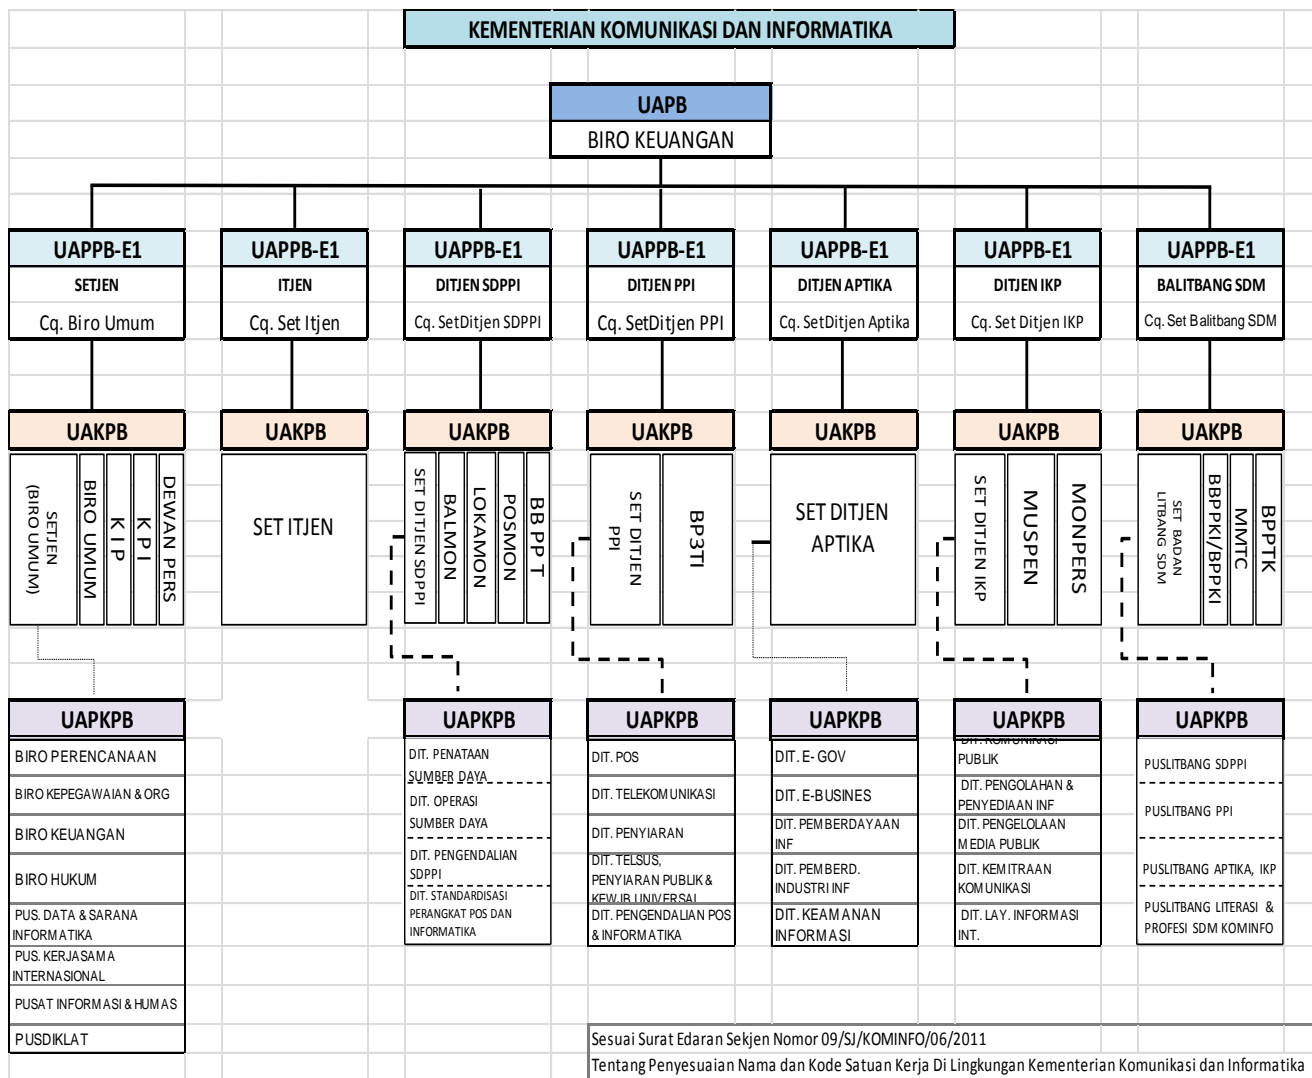 KEMENTERIAN KOMUNIKASI DAN INFORMATIKA
UAPB
BIRO KEUANGAN
UAPPB-E1
SETJEN
Cq. Biro Umum
UAPPB-E1
ITJEN
Cq. Set Itjen
UAPPB-E1
DITJEN SDPPI
Cq. SetDitjen SDPPI
UAPPB-E1
DITJEN PPI
Cq. SetDitjen PPI
UAPPB-E1
DITJEN APTIKA
Cq. SetDitjen Aptika
UAPPB-E1
DITJEN IKP
Cq. Set Ditjen IKP
UAPPB-E1
BALITBANG SDM
Cq. Set Balitbang SDM
UAKPB
SETJEN
(BIRO UMUM)
BIRO UMUM
K I P
K P I
DEWAN PERS
UAKPB
SET ITJEN
UAKPB
SET DITJEN SDPPI
BALMON
LOKAMON
POSMON
BB PP T
UAKPB
SET DITJEN
PPI
BP3TI
UAKPB
SET DITJEN
APTIKA
UAKPB
SET DITJEN IKP
MUSPEN
MONPERS
UAKPB
SET BADAN
LITBANG SDM
BBPPKI/BPPKI
MMTC
BPPTK
UAPKPB
BIRO PERENCANAAN
BIRO KEPEGAWAIAN & ORG
BIRO KEUANGAN
BIRO HUKUM
PUS. DATA & SARANA
INFORMATIKA
PUS. KERJASAMA
INTERNASIONAL
PUSAT INFORMASI & HUMAS
PUSDIKLAT
UAPKPB
DIT. PENATAAN
SUMBER DAYA
DIT. OPERASI
SUMBER DAYA
DIT. PENGENDALIAN
SDPPI
DIT. STANDARDISASI
PERANGKAT POS DAN
INFORMATIKA
UAPKPB
DIT. POS
DIT. TELEKOMUNIKASI
DIT. PENYIARAN
DIT. TELSUS,
PENYIARAN PUBLIK &
KEWJB UNIVERSAL
DIT. PENGENDALIAN POS
& INFORMATIKA
UAPKPB
DIT. E- GOV
DIT. E-BUSINES
DIT. PEMBERDAYAAN
INF
DIT. PEMBERD.
INDUSTRI INF
DIT. KEAMANAN
INFORMASI
UAPKPB
DIT. KOMUNIKASI
PUBLIK
DIT. PENGOLAHAN &
PENYEDIAAN INF
DIT. PENGELOLAAN
MEDIA PUBLIK
DIT. KEMITRAAN
KOMUNIKASI
DIT. LAY. INFORMASI
INT.
UAPKPB
PUSLITBANG SDPPI
PUSLITBANG PPI
PUSLITBANG APTIKA, IKP
PUSLITBANG LITERASI &
PROFESI SDM KOMINFO
Sesuai Surat Edaran Sekjen Nomor 09/SJ/KOMINFO/06/2011
Tentang Penyesuaian Nama dan Kode Satuan Kerja Di Lingkungan Kementerian Komunikasi dan Informatika